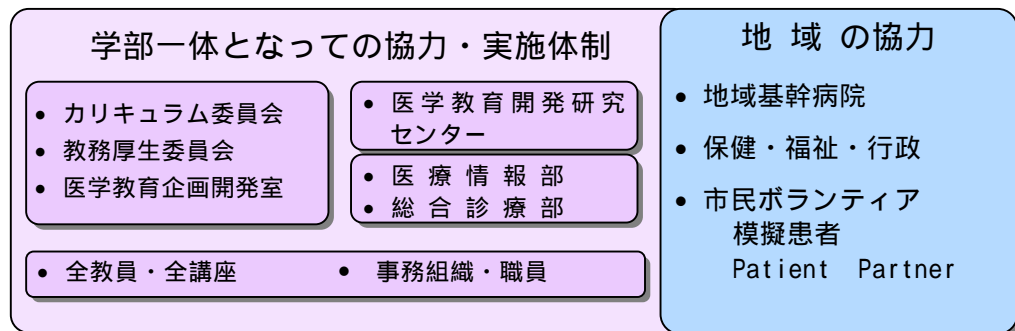 学部一体となっての協力・実施体制
• カリキュラム委員会
• 教務厚生委員会
• 医学教育企画開発室
• 医学教育開発研究
センター
• 医療情報部
• 総合診療部
• 全教員・全講座 • 事務組織・職員
地 域 の協力
• 地域基幹病院
• 保健・福祉・行政
• 市民ボランティア
模擬患者
Patient Partner